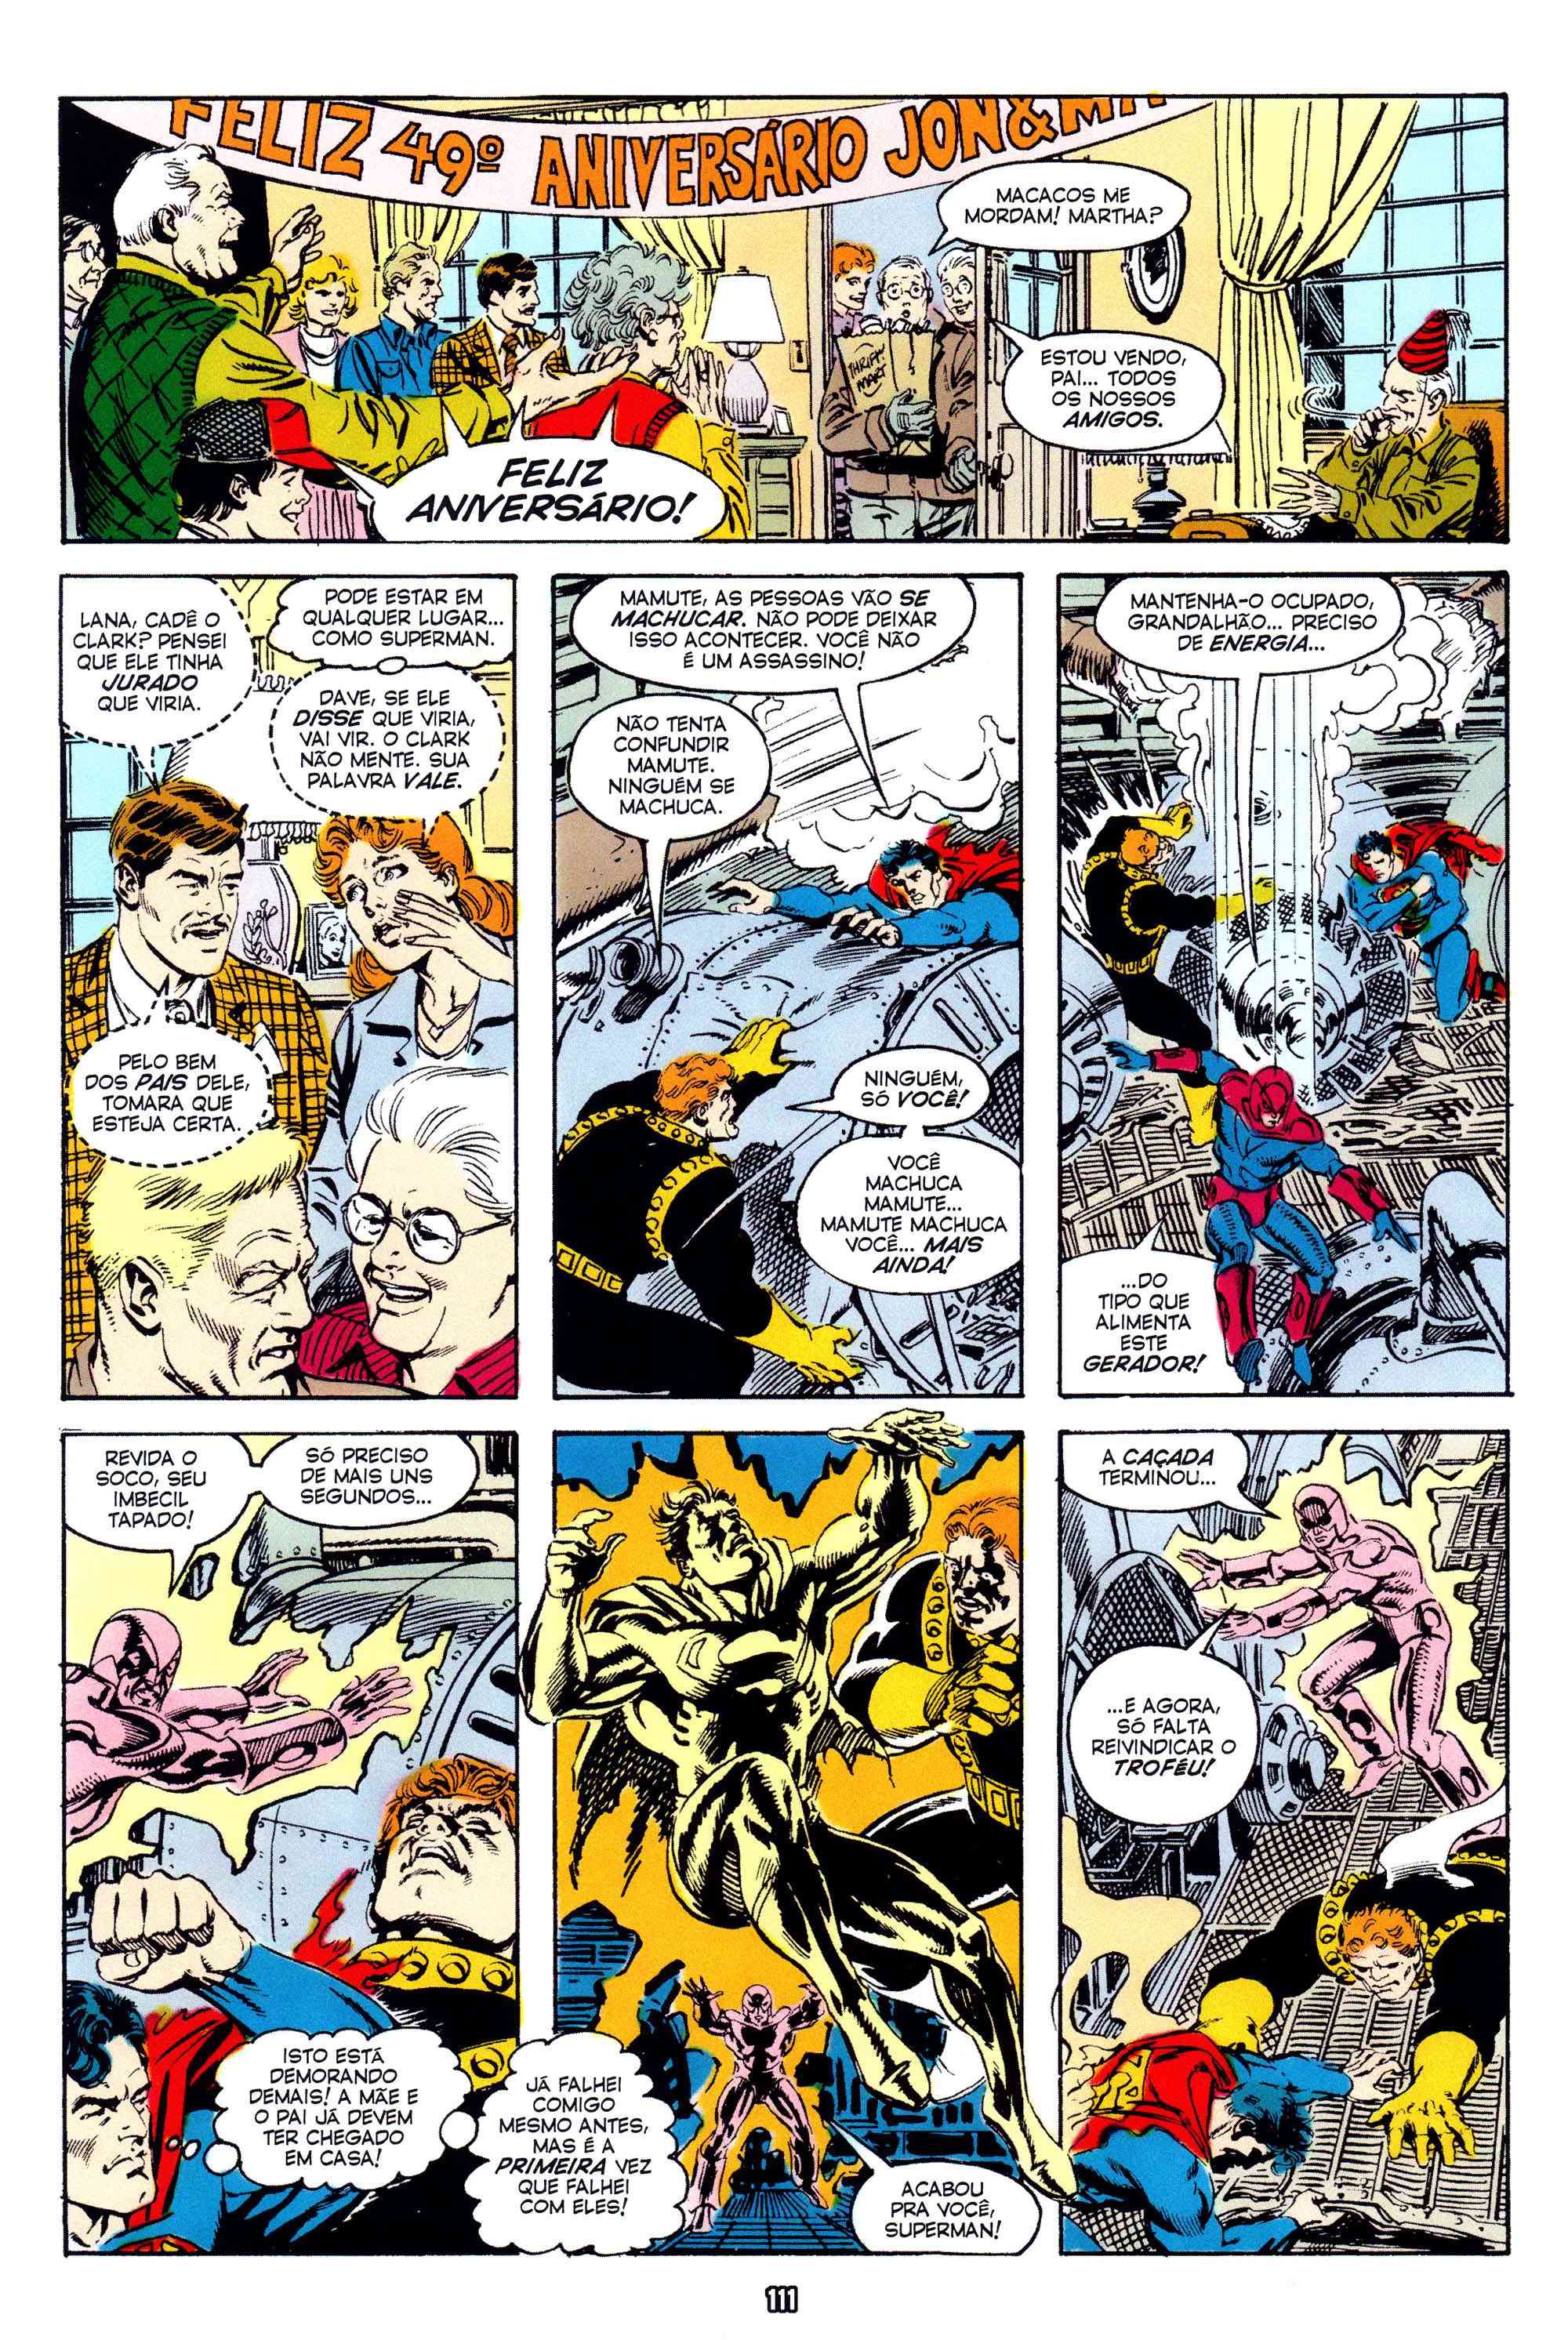 FELIZ 49º ANIVERSÁRIO JON & MA
MACACOS ME
MORDAM! MARTHA?
THRIFT-
MART
ESTOU VENDO,
PAI... TODOS
OS NOSSOS
AMIGOS.
FELIZ
ANIVERSÁRIO!
LANA, CADÊ O
CLARK? PENSEI
QUE ELE TINHA
JURADO
QUE VIRIA.
PODE ESTAR EM
QUALQUER LUGAR...
COMO SUPERMAN.
DAVE, SE ELE
DISSE QUE VIRIA,
VAI VIR. O CLARK
NÃO MENTE. SUA
PALAVRA VALE.
PELO BEM
DOS PAIS DELE,
TOMARA QUE
ESTEJA CERTA.
MAMUTE, AS PESSOAS VÃO SE
MACHUCAR. NÃO PODE DEIXAR
ISSO ACONTECER. VOCÊ NÃO
É UM ASSASSINO!
NÃO TENTA
CONFUNDIR
MAMUTE.
NINGUÉM SE
MACHUCA.
NINGUÉM,
SÓ VOCÊ!
VOCÊ
MACHUCA
MAMUTE...
MAMUTE MACHUCA
VOCÊ... MAIS
AINDA!
MANTENHA-O OCUPADO,
GRANDALHÃO... PRECISO
DE ENERGIA...
...DO
TIPO QUE
ALIMENTA
ESTE
GERADOR!
REVIDA O
SOCO, SEU
IMBECIL
TAPADO!
SÓ PRECISO
DE MAIS UNS
SEGUNDOS...
ISTO ESTÁ
DEMORANDO
DEMAIS! A MÃE E
O PAI JÁ DEVEM
TER CHEGADO
EM CASA!
JÁ FALHEI
COMIGO
MESMO ANTES,
MAS É A
PRIMEIRA VEZ
QUE FALHEI
COM ELES!
ACABOU
PRA VOCÊ,
SUPERMAN!
A CAÇADA
TERMINOU...
...E AGORA,
SÓ FALTA
REIVINDICAR O
TROFÉU!
111